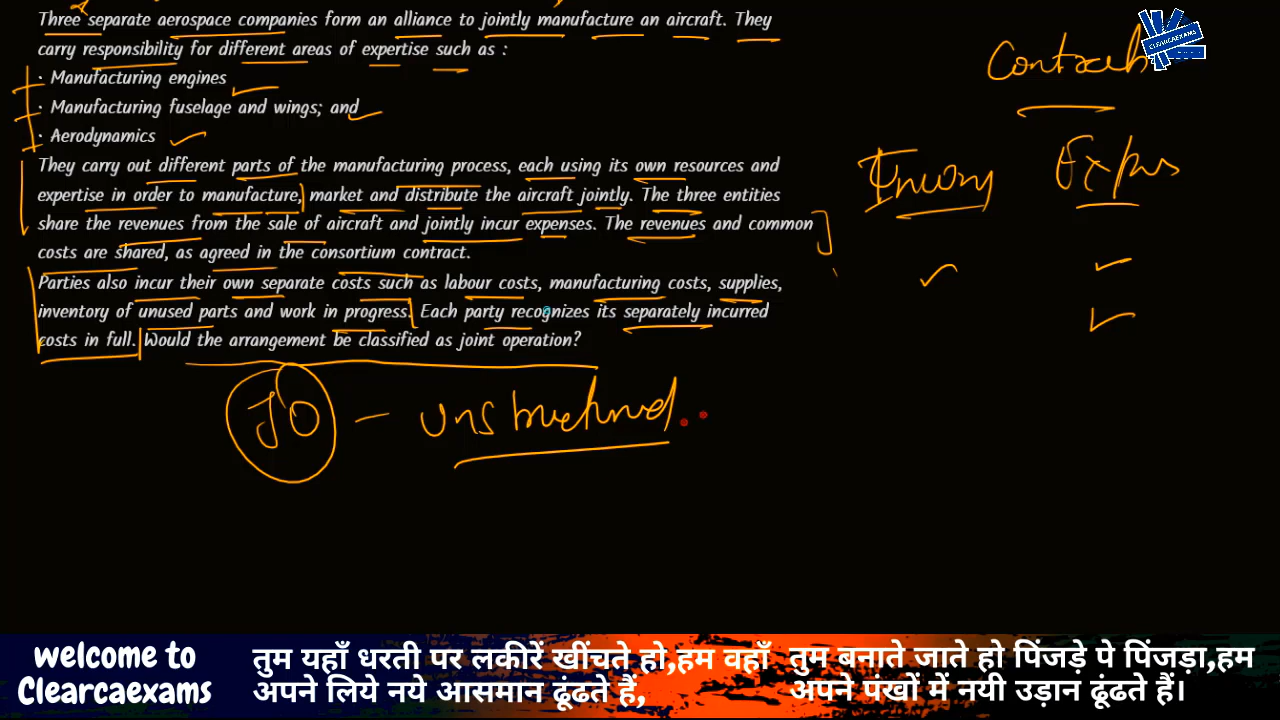 Three separate aerospace companies form an alliance to jointly manufacture an aircraft. They
carry responsibility for different areas of expertise such as :
· Manufacturing engines
· Manufacturing fuselage and wings; and
· Aerodynamics
They carry out different parts of the manufacturing process, each using its own resources and
expertise in order to manufacture, market and distribute the aircraft jointly. The three entities
share the revenues from the sale of aircraft and jointly incur expenses. The revenues and common
costs are shared, as agreed in the consortium contract.
Parties also incur their own separate costs such as labour costs, manufacturing costs, supplies,
inventory of unused parts and work in progress. Each party recognizes its separately incurred
costs in full. Would the arrangement be classified as joint operation?
JO - unstructured.
CLEARCAEXAMS
welcome to
Clearcaexams
तुम यहाँ धरती पर लकीरें खींचते हो,हम वहाँ
अपने लिये नये आसमान ढूंढते हैं,
तुम बनाते जाते हो पिंजड़े पे पिंजड़ा,हम
अपने पंखों में नयी उड़ान ढूंढते हैं।